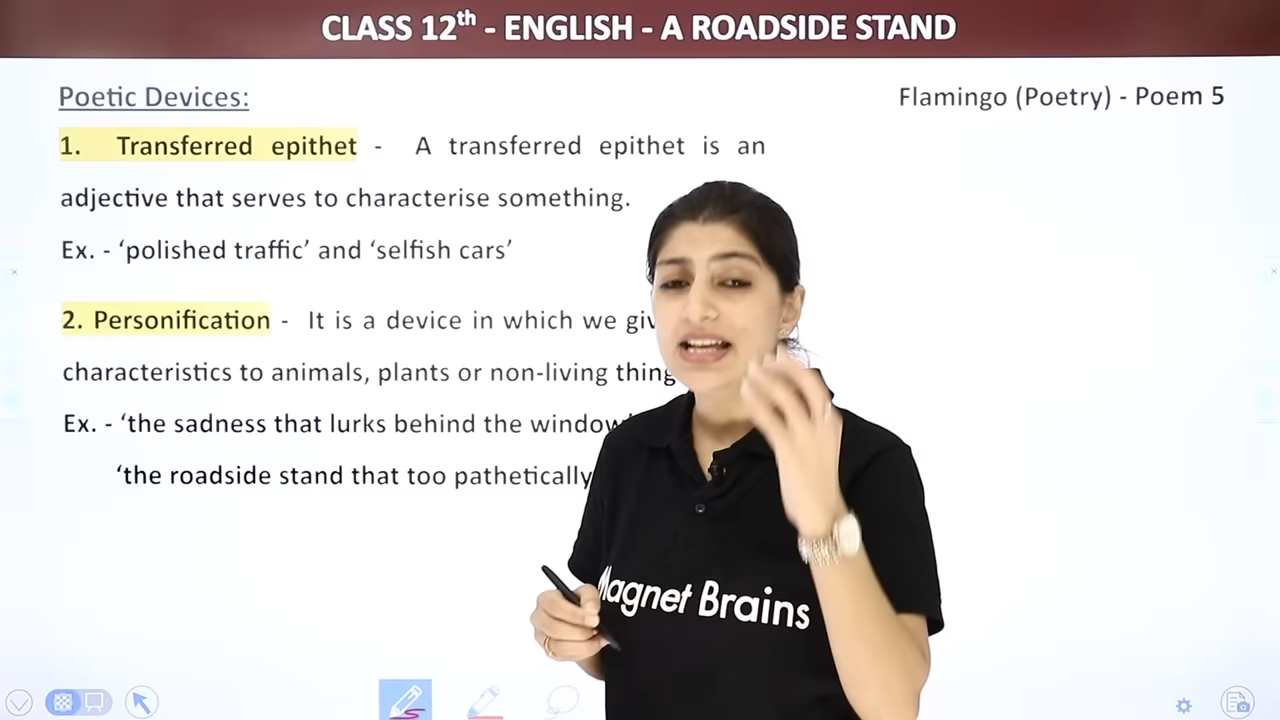 CLASS 12th - ENGLISH - A ROADSIDE STAND
Poetic Devices:
Flamingo (Poetry) - Poem 5
1. Transferred epithet - A transferred epithet is an
adjective that serves to characterise something.
Ex. - ‘polished traffic’ and ‘selfish cars’
2. Personification - It is a device in which we
characteristics to animals, plants or non-living
Ex. - ‘the sadness that lurks behind the window
‘the roadside stand that too pathetically
Magnet Brains